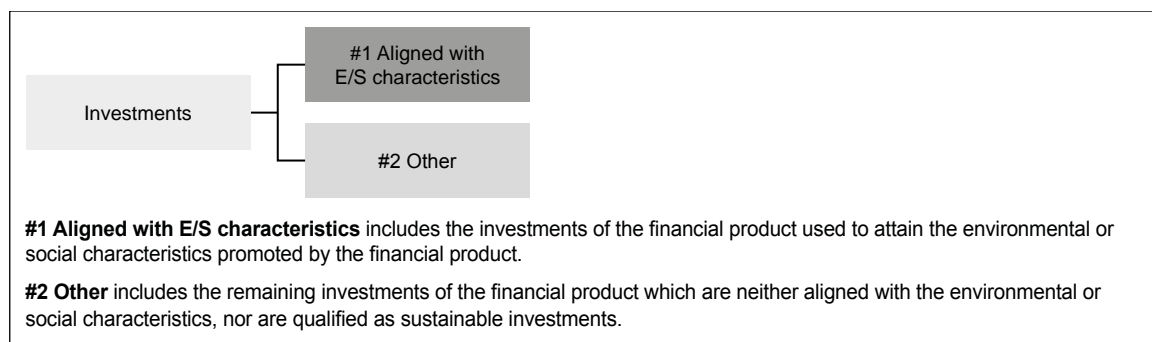 #1 Aligned with
E/S characteristics
Investments
#2 Other
#1 Aligned with E/S characteristics includes the investments of the financial product used to attain the environmental or
social characteristics promoted by the financial product.
#2 Other includes the remaining investments of the financial product which are neither aligned with the environmental or
social characteristics, nor are qualified as sustainable investments.